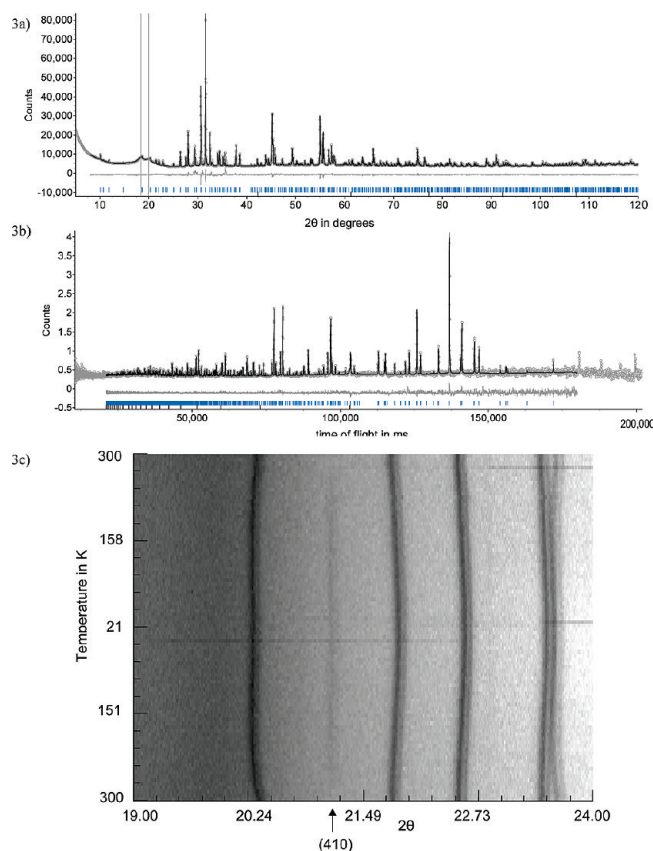 3a)
80,000
70,000
60,000
50,000
40,000
30,000
20,000
10,000
0
-10,000
Counts
10 20 30 40 50 60 70 80 90 100 110 120
2θ in degrees
3b)
4
3.5
3
2.5
2
1.5
1
0.5
0
-0.5
Counts
50,000 100,000 150,000 200,000
time of flight in ms
3c)
300
158
21
151
300
Temperature in K
19.00 20.24 21.49 22.73 24.00
2θ
(410)